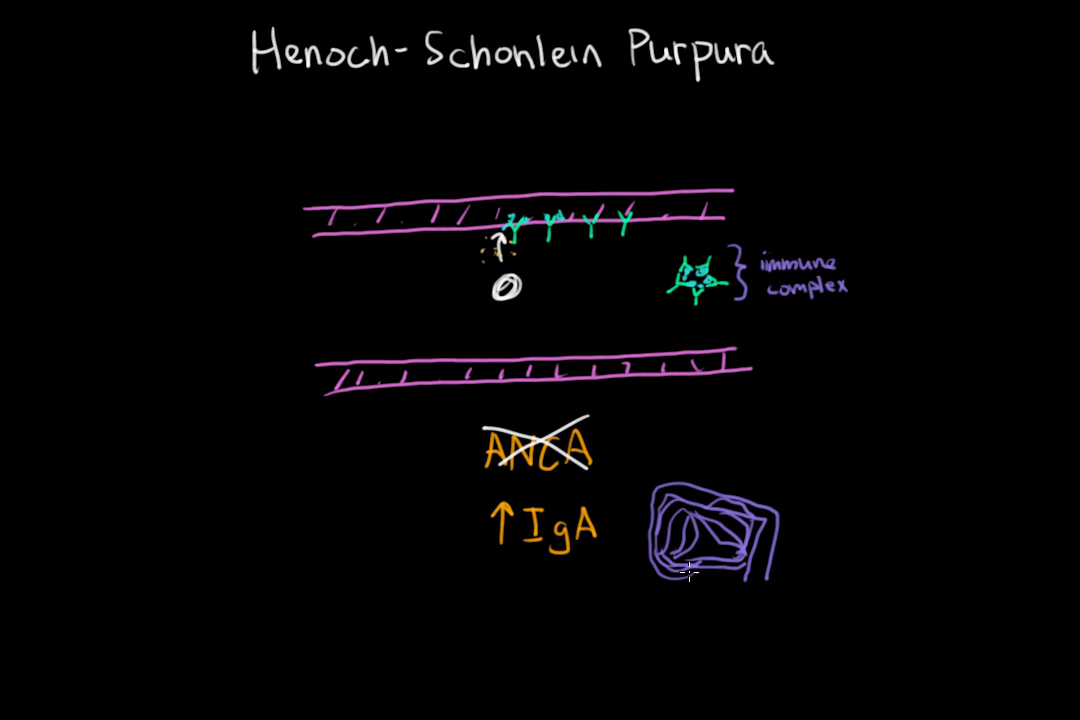 Henoch-Schonlein Purpura
immune
complex
ANCA
↑IgA